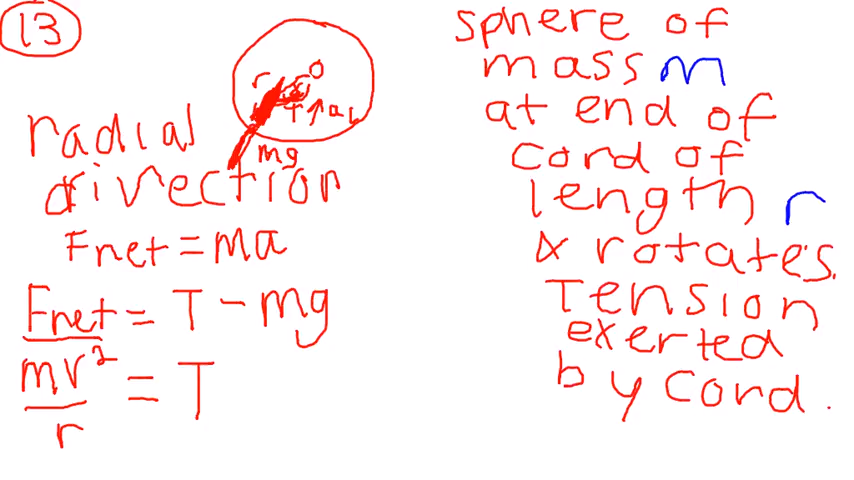 13
r
T
mg
radial
direction
Fnet = ma
Fnet = T - mg
mv² = T
r
sphere of
mass m
at end of
cord of
length r
& rotates.
Tension
exerted
by cord.